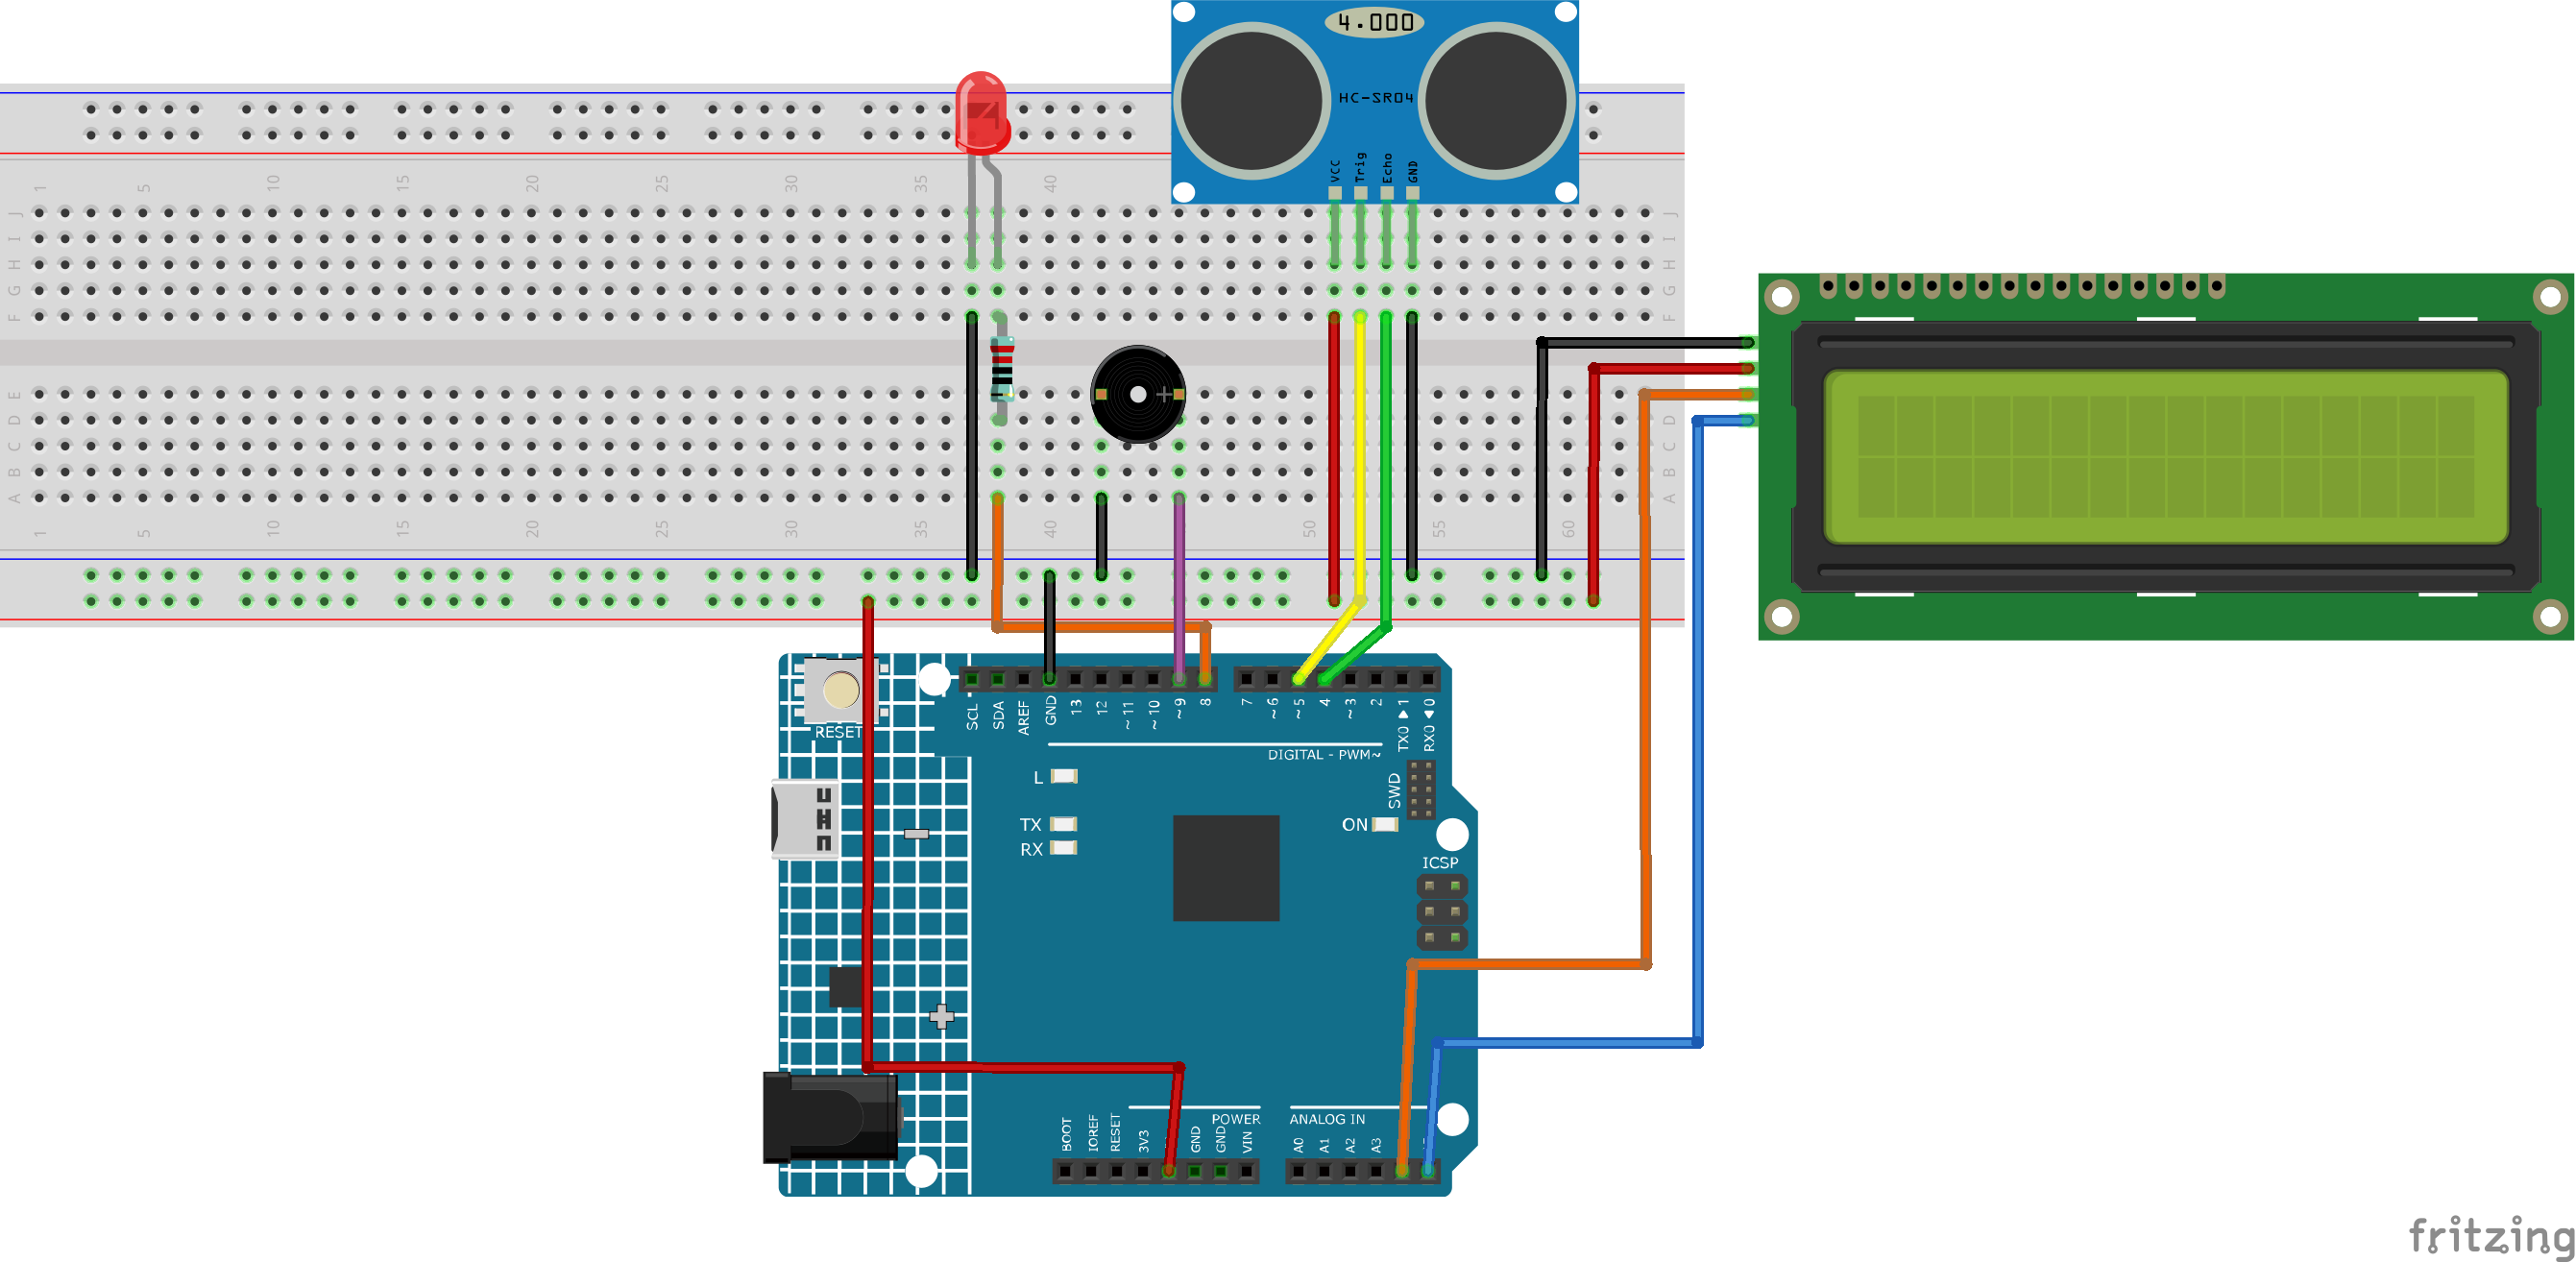 4.000
HC-SR04
VCC Trig Echo GND
1 5 10 15 20 25 30 35 40
J J
I I
H H
G G
F F
E E
D D
C C
B B
A A
1 5 10 15 20 25 30 35 40 50 55 60
RESET
SCL SDA AREF GND 13 12 ~11 ~10 ~9 8 7 ~6 ~5 4 ~3 2 TX0▶1 RX0◀0
DIGITAL - PWM~
L
SWD
TX
ON
RX
ICSP
POWER
ANALOG IN
BOOT IOREF RESET 3V3 GND GND VIN A0 A1 A2 A3
fritzing